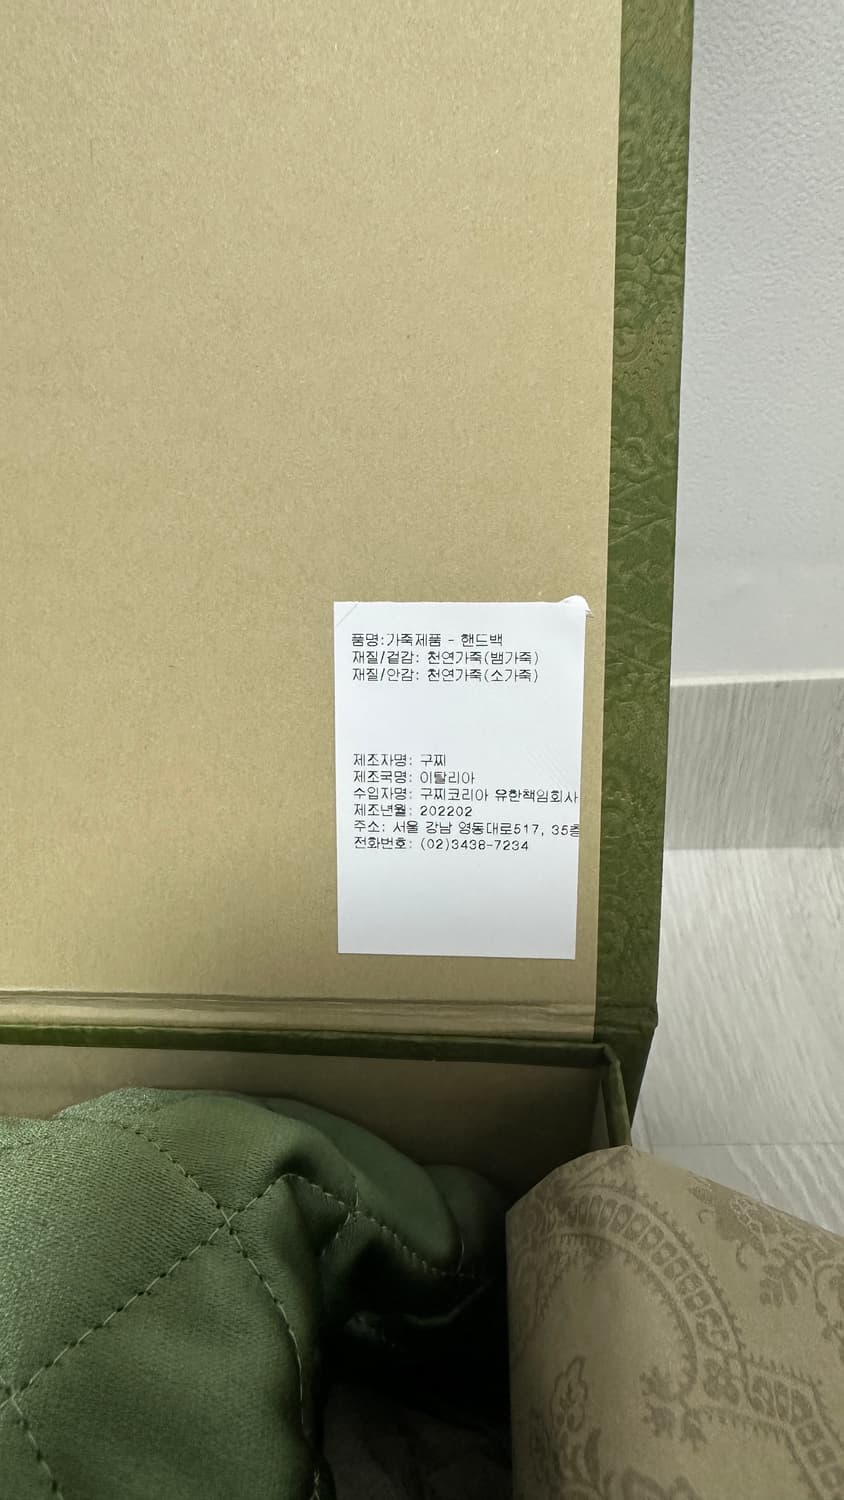 품명:가죽제품 - 핸드백
재질/겉감: 천연가죽(뱀가죽)
재질/안감: 천연가죽(소가죽)
제조자명: 구찌
제조국명: 이탈리아
수입자명: 구찌코리아 유한책임회사
제조년월: 202202
주소: 서울 강남 영동대로517, 35층
전화번호: (02)3438-7234